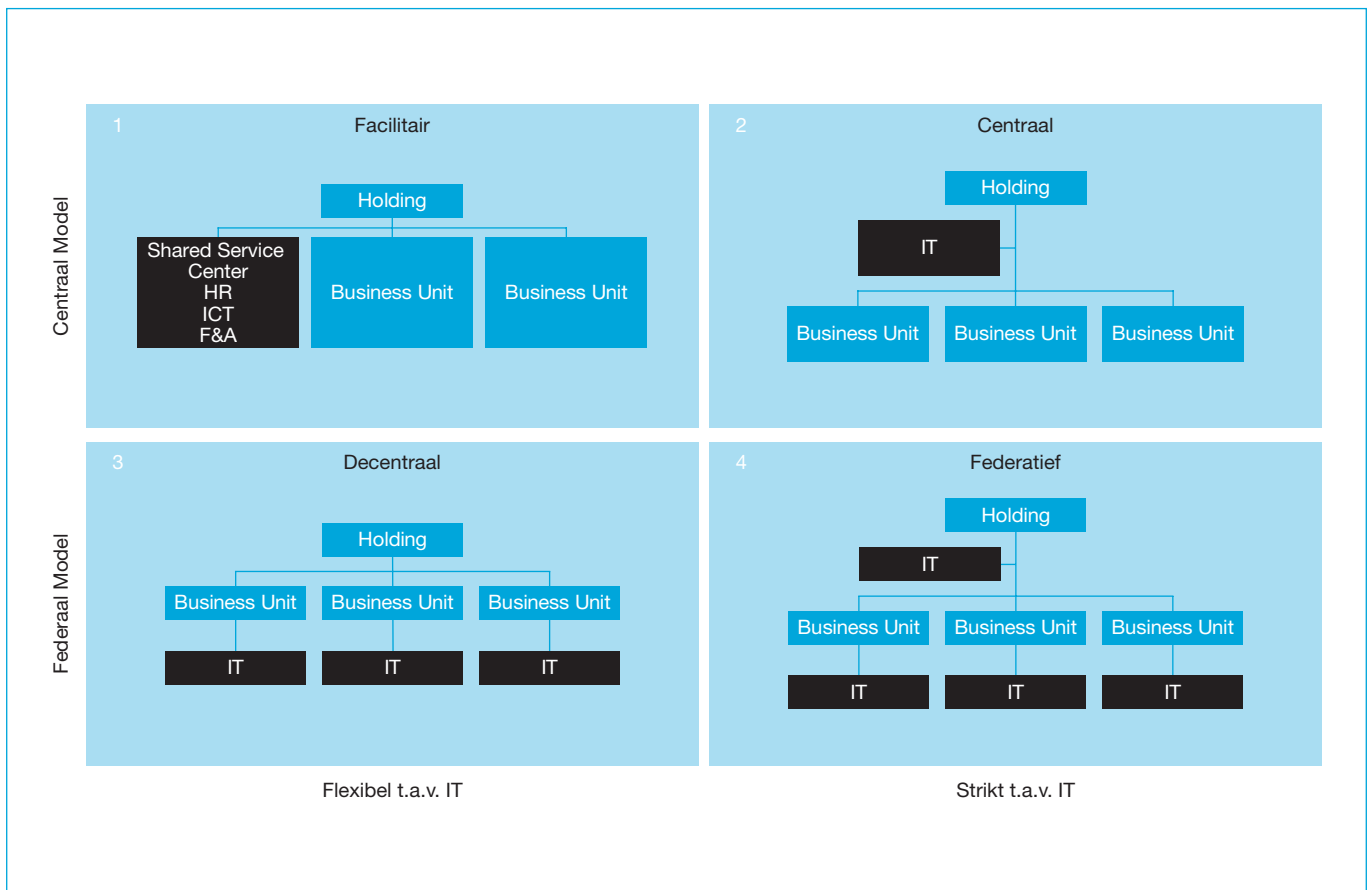 1
Facilitair
Holding
Shared Service
Center
HR
ICT
F&A
Business Unit
Business Unit
2
Centraal
Holding
IT
Business Unit
Business Unit
Business Unit
Centraal Model
3
Decentraal
Holding
Business Unit
Business Unit
Business Unit
IT
IT
IT
4
Federatief
Holding
IT
Business Unit
Business Unit
Business Unit
IT
IT
IT
Federaal Model
Flexibel t.a.v. IT
Strikt t.a.v. IT